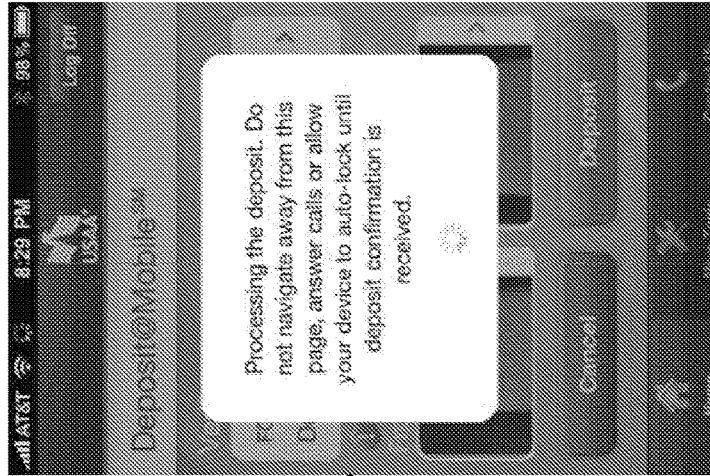 AT&T 8:29 PM 98%
USAA Log Off
Deposit@Mobile℠
Processing the deposit. Do
not navigate away from this
page, answer calls or allow
your device to auto-lock until
deposit confirmation is
received.
Cancel Deposit